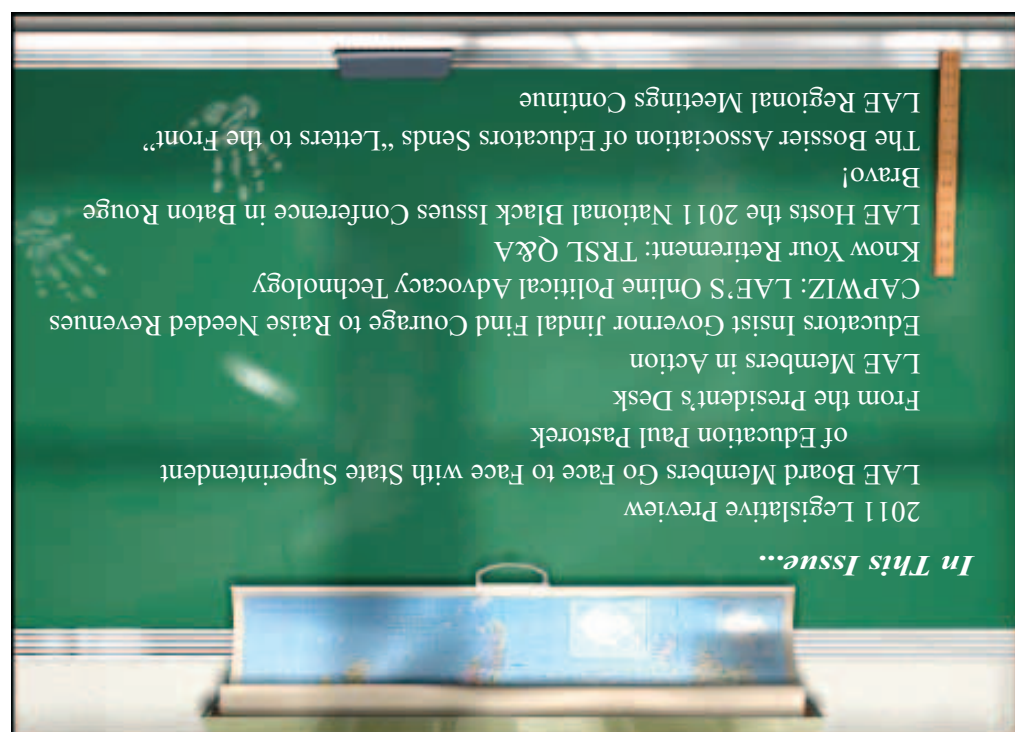 In This Issue...
2011 Legislative Preview
LAE Board Members Go Face to Face with State Superintendent
of Education Paul Pastorek
From the President's Desk
LAE Members in Action
Educators Insist Governor Jindal Find Courage to Raise Needed Revenues
CAPWIZ: LAE'S Online Political Advocacy Technology
Know Your Retirement: TRSL Q&A
LAE Hosts the 2011 National Black Issues Conference in Baton Rouge
Bravo!
The Bossier Association of Educators Sends “Letters to the Front”
LAE Regional Meetings Continue